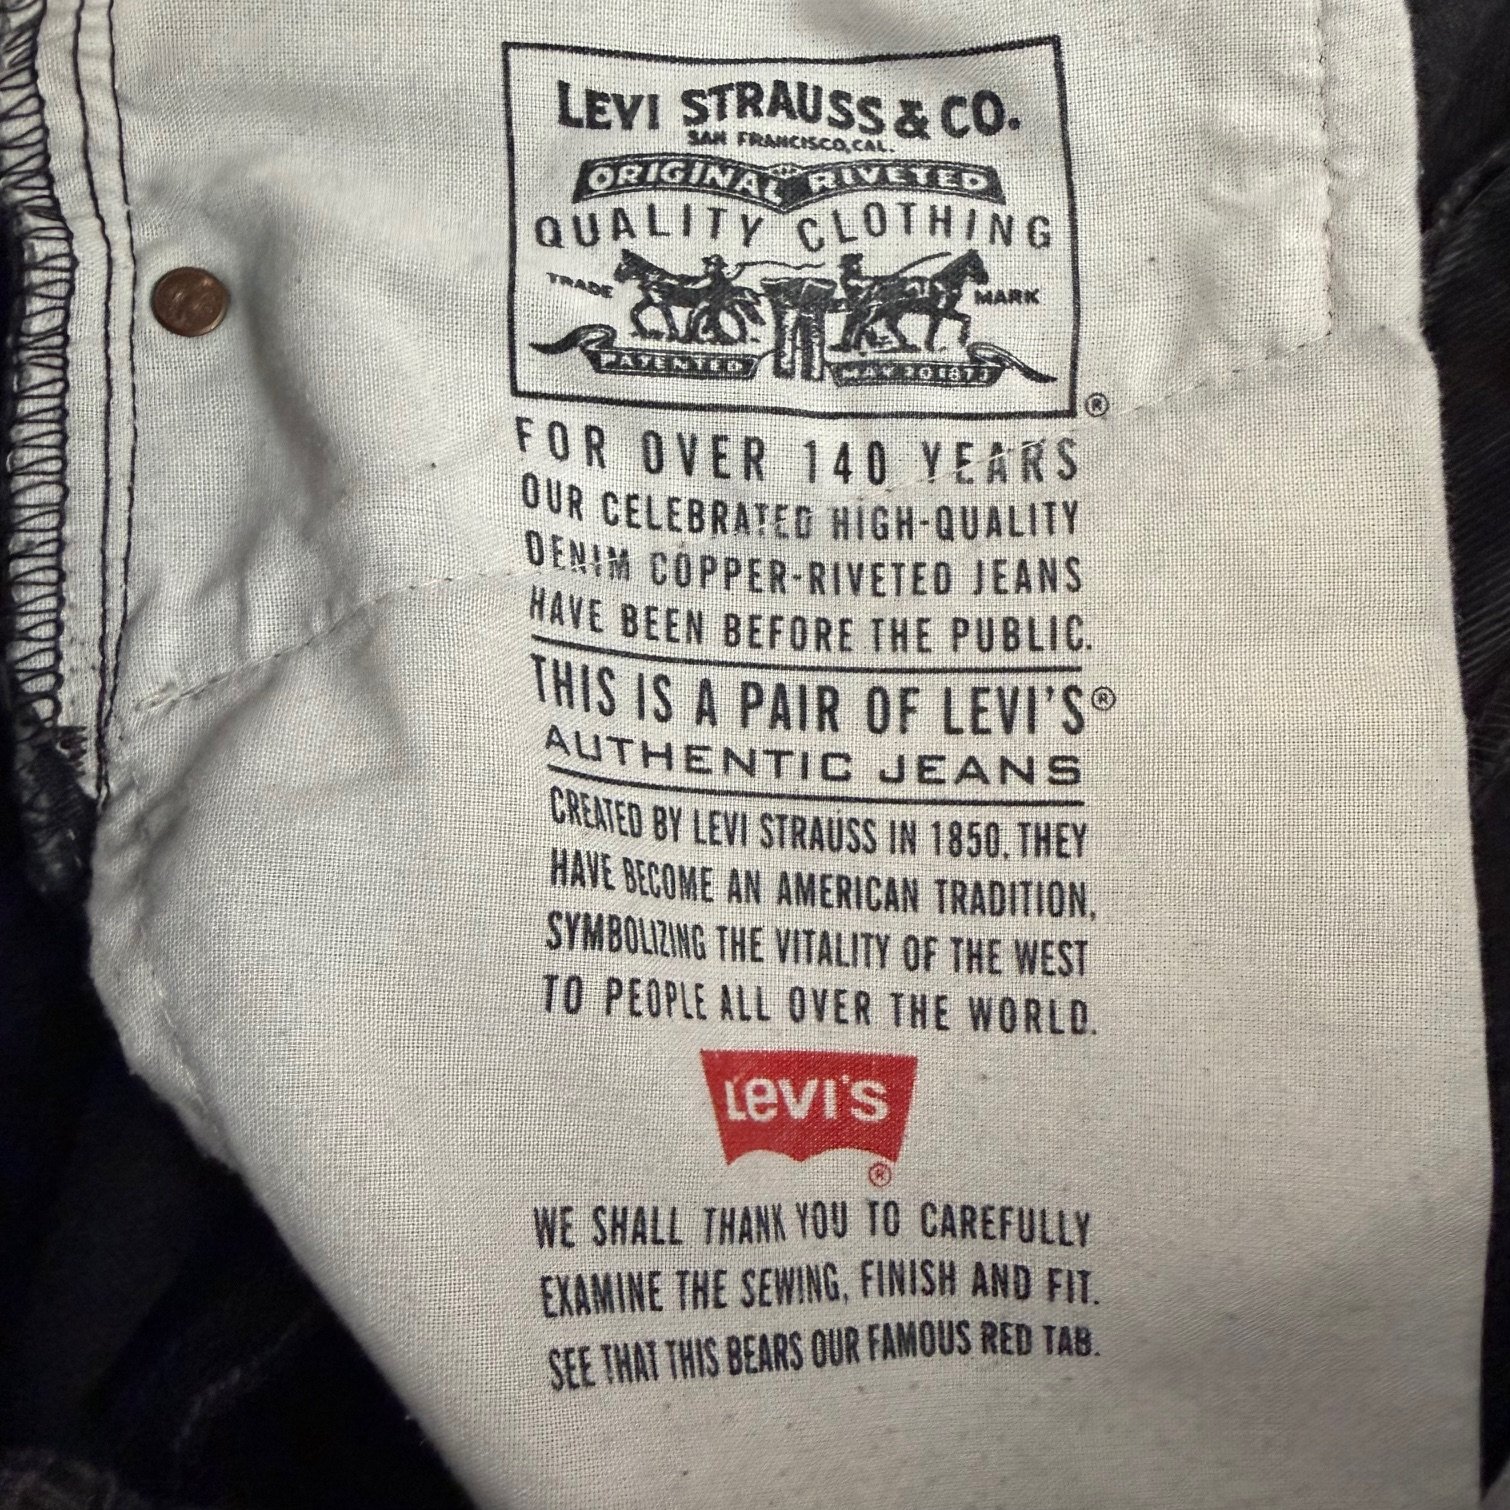 LEVI STRAUSS & CO.
SAN FRANCISCO, CAL.
ORIGINAL RIVETED
QUALITY CLOTHING
TRADE MARK
PATENTED MAY 20 1873
®
FOR OVER 140 YEARS
OUR CELEBRATED HIGH-QUALITY
DENIM COPPER-RIVETED JEANS
HAVE BEEN BEFORE THE PUBLIC.
THIS IS A PAIR OF LEVI'S®
AUTHENTIC JEANS
CREATED BY LEVI STRAUSS IN 1850. THEY
HAVE BECOME AN AMERICAN TRADITION,
SYMBOLIZING THE VITALITY OF THE WEST
TO PEOPLE ALL OVER THE WORLD.
LeVI'S
®
WE SHALL THANK YOU TO CAREFULLY
EXAMINE THE SEWING, FINISH AND FIT.
SEE THAT THIS BEARS OUR FAMOUS RED TAB.